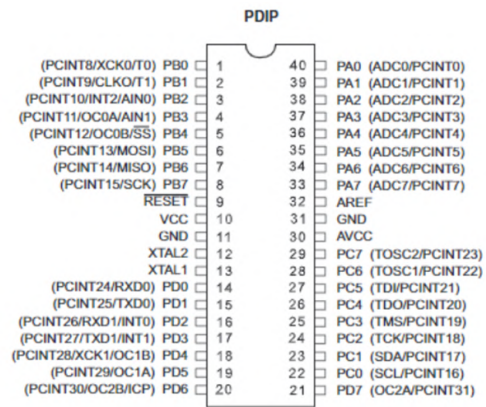 PDIP
(PCINT8/XCK0/T0) PB0 1 40 PA0 (ADC0/PCINT0)
(PCINT9/CLKO/T1) PB1 2 39 PA1 (ADC1/PCINT1)
(PCINT10/INT2/AIN0) PB2 3 38 PA2 (ADC2/PCINT2)
(PCINT11/OC0A/AIN1) PB3 4 37 PA3 (ADC3/PCINT3)
(PCINT12/OC0B/SS) PB4 5 36 PA4 (ADC4/PCINT4)
(PCINT13/MOSI) PB5 6 35 PA5 (ADC5/PCINT5)
(PCINT14/MISO) PB6 7 34 PA6 (ADC6/PCINT6)
(PCINT15/SCK) PB7 8 33 PA7 (ADC7/PCINT7)
RESET 9 32 AREF
VCC 10 31 GND
GND 11 30 AVCC
XTAL2 12 29 PC7 (TOSC2/PCINT23)
XTAL1 13 28 PC6 (TOSC1/PCINT22)
(PCINT24/RXD0) PD0 14 27 PC5 (TDI/PCINT21)
(PCINT25/TXD0) PD1 15 26 PC4 (TDO/PCINT20)
(PCINT26/RXD1/INT0) PD2 16 25 PC3 (TMS/PCINT19)
(PCINT27/TXD1/INT1) PD3 17 24 PC2 (TCK/PCINT18)
(PCINT28/XCK1/OC1B) PD4 18 23 PC1 (SDA/PCINT17)
(PCINT29/OC1A) PD5 19 22 PC0 (SCL/PCINT16)
(PCINT30/OC2B/ICP) PD6 20 21 PD7 (OC2A/PCINT31)